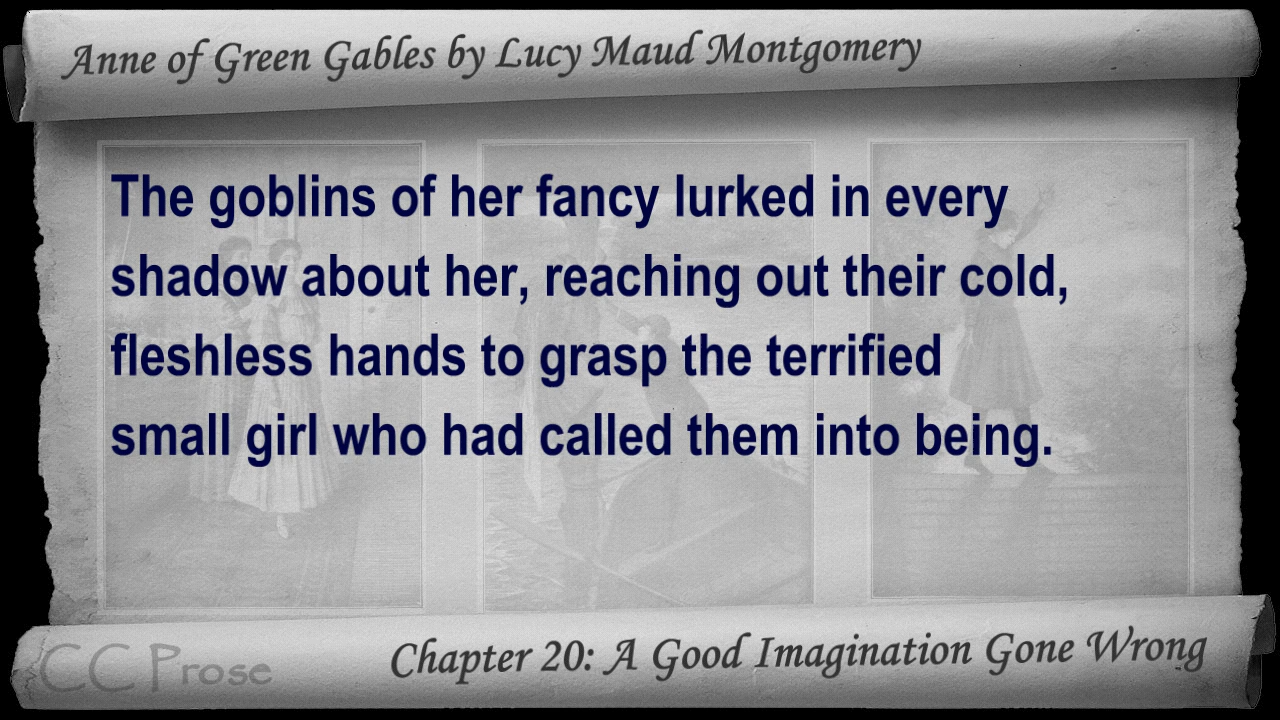 Anne of Green Gables by Lucy Maud Montgomery
The goblins of her fancy lurked in every
shadow about her, reaching out their cold,
fleshless hands to grasp the terrified
small girl who had called them into being.
Chapter 20: A Good Imagination Gone Wrong
CC Prose